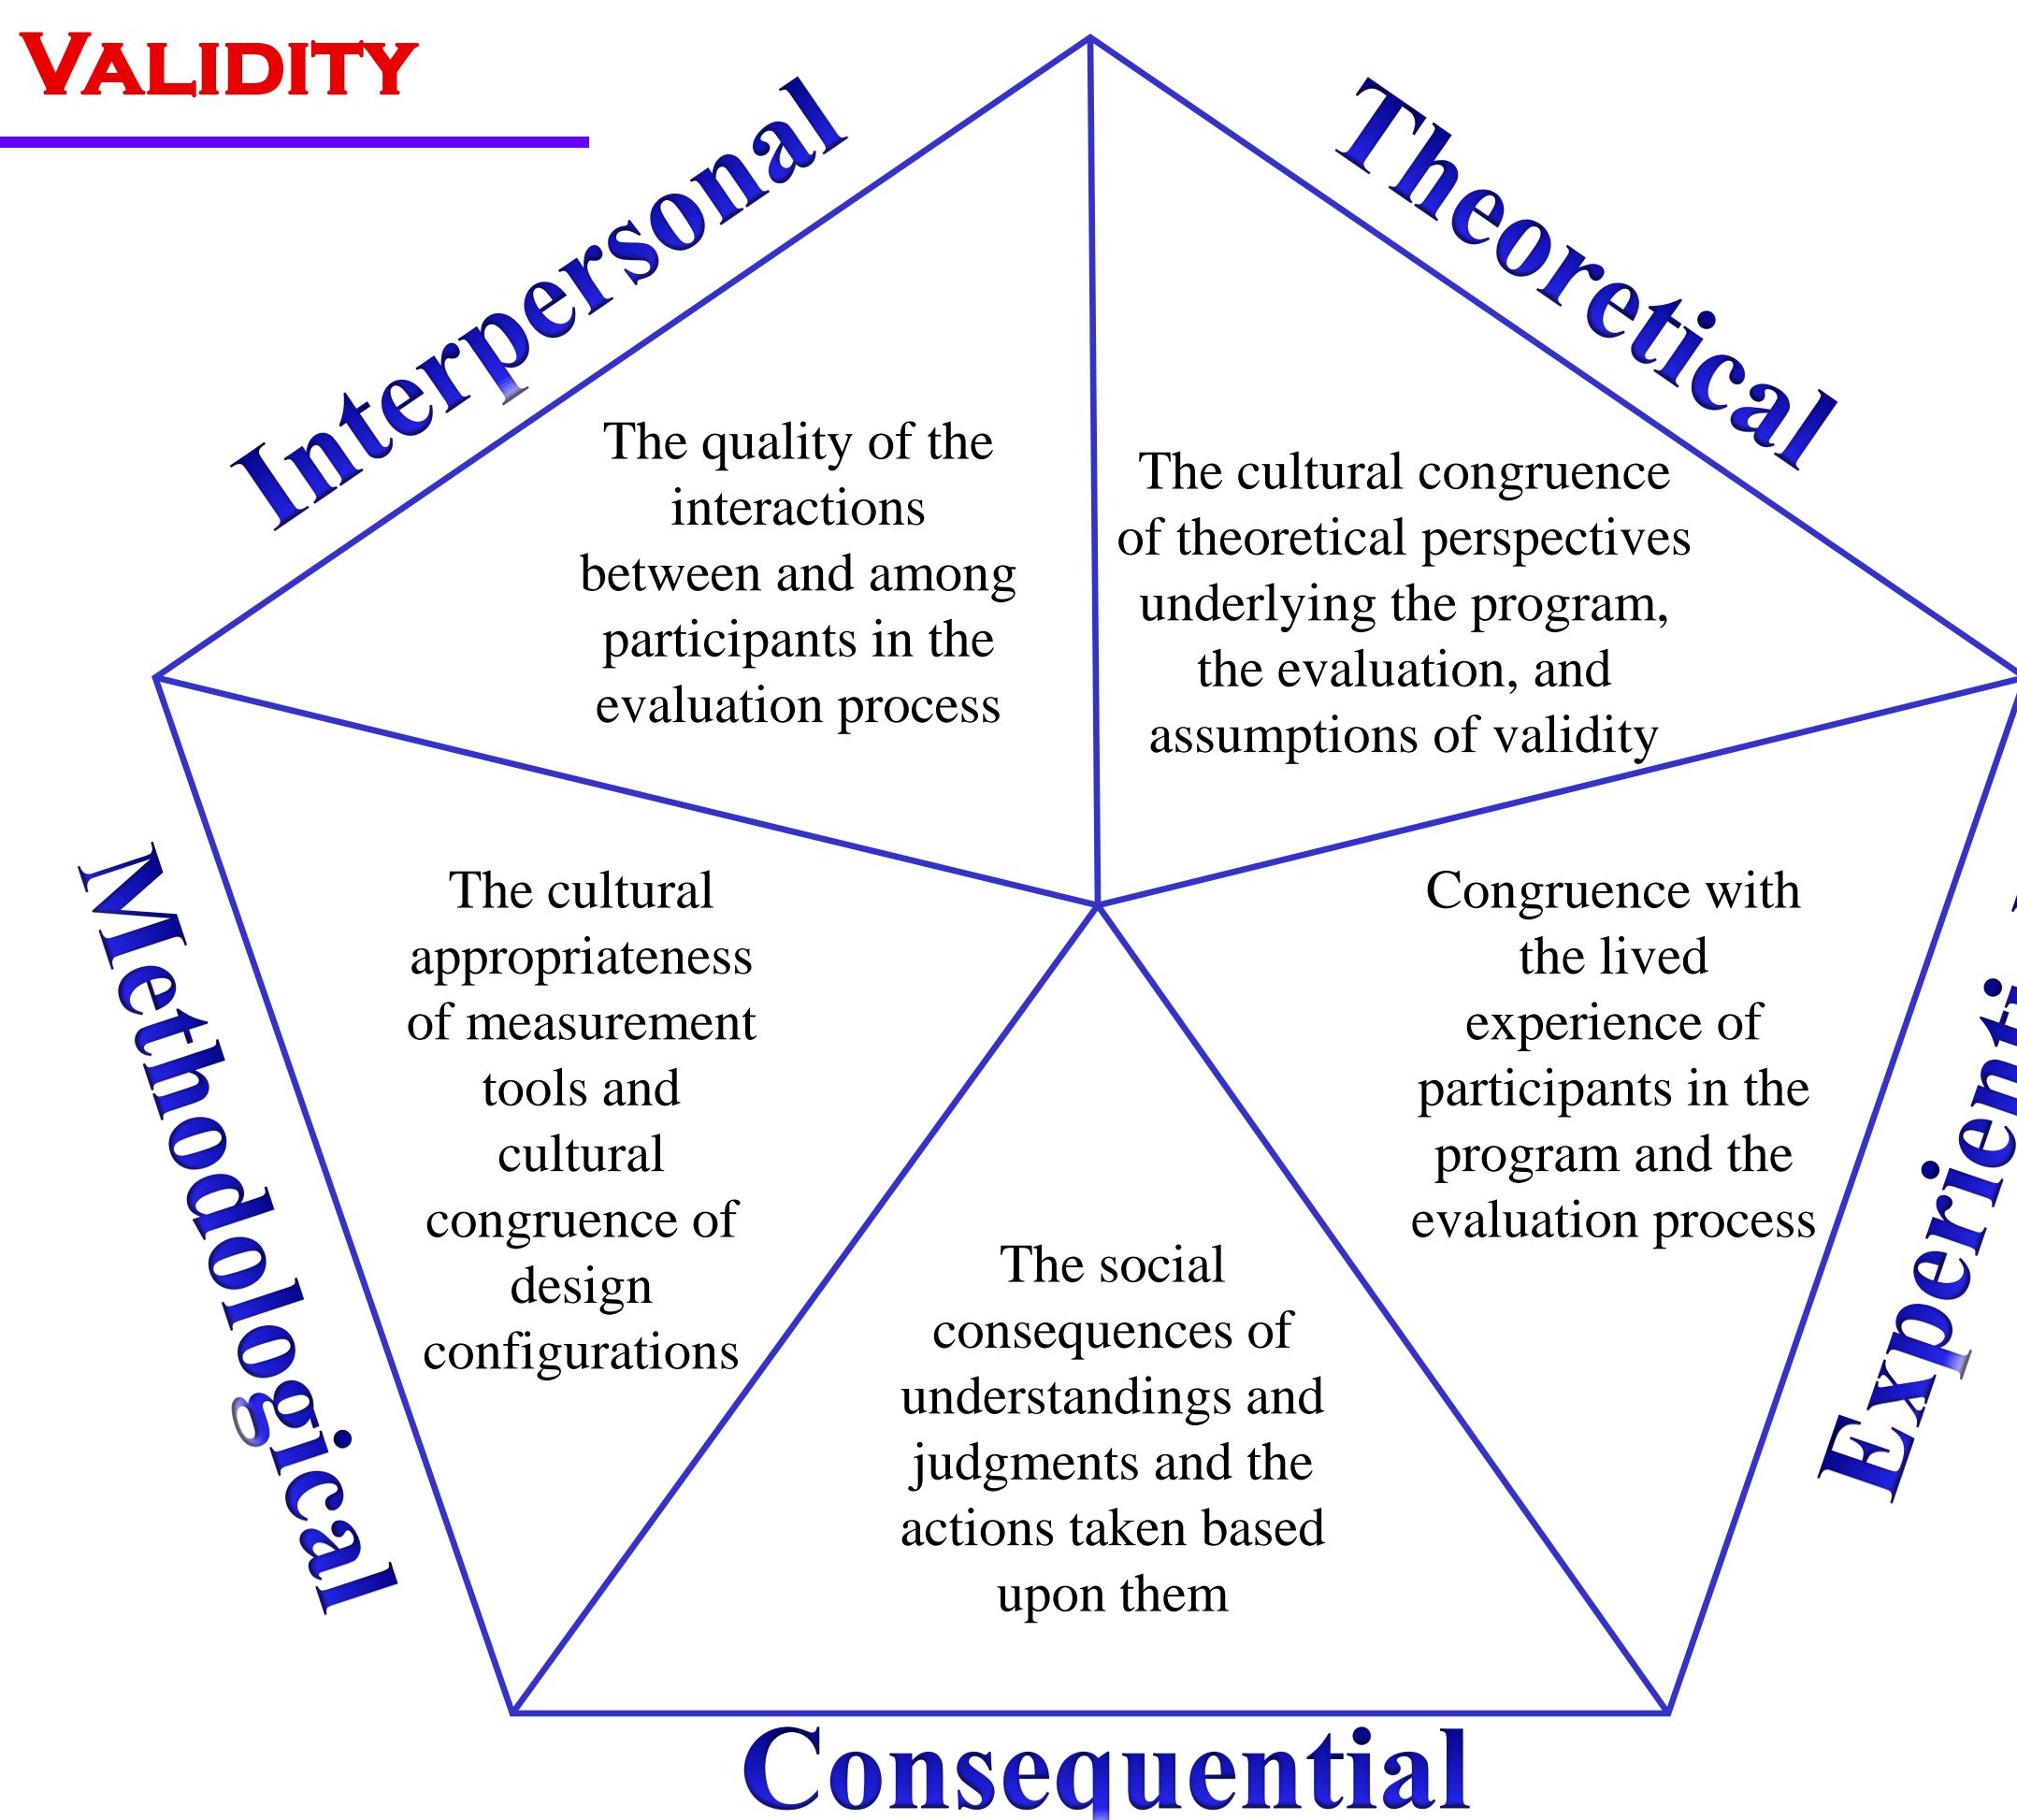 VALIDITY
Interpersonal
Theoretical
The quality of the
interactions
between and among
participants in the
evaluation process
The cultural congruence
of theoretical perspectives
underlying the program,
the evaluation, and
assumptions of validity
Methodological
The cultural
appropriateness
of measurement
tools and
cultural
congruence of
design
configurations
Congruence with
the lived
experience of
participants in the
program and the
evaluation process
The social
consequences of
understandings and
judgments and the
actions taken based
upon them
Consequential